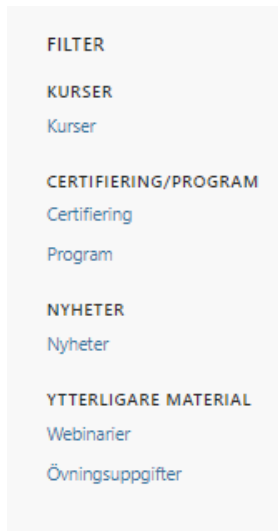 FILTER
KURSER
Kurser
CERTIFIERING/PROGRAM
Certifiering
Program
NYHETER
Nyheter
YTTERLIGARE MATERIAL
Webinarier
Övningsuppgifter